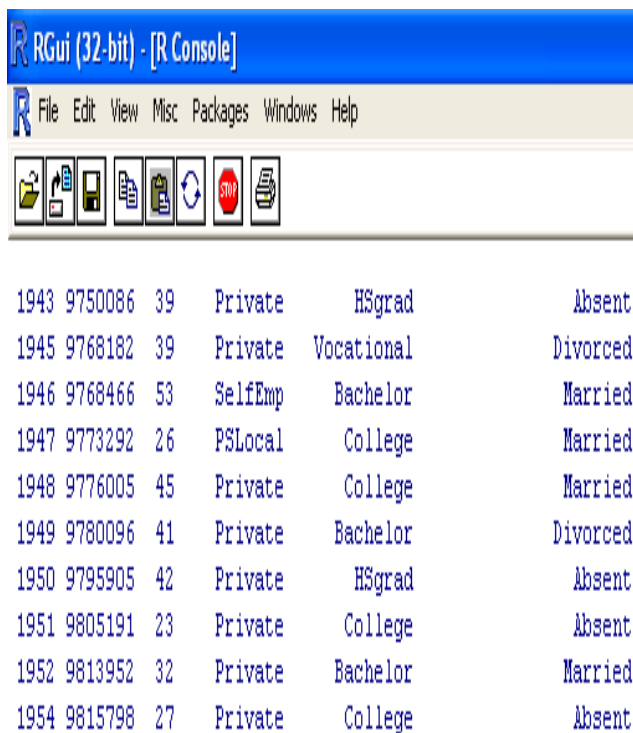 RGui (32-bit) - [R Console]
File Edit View Misc Packages Windows Help
STOP
1943 9750086 39 Private HSgrad Absent
1945 9768182 39 Private Vocational Divorced
1946 9768466 53 SelfEmp Bachelor Married
1947 9773292 26 PSLocal College Married
1948 9776005 45 Private College Married
1949 9780096 41 Private Bachelor Divorced
1950 9795905 42 Private HSgrad Absent
1951 9805191 23 Private College Absent
1952 9813952 32 Private Bachelor Married
1954 9815798 27 Private College Absent